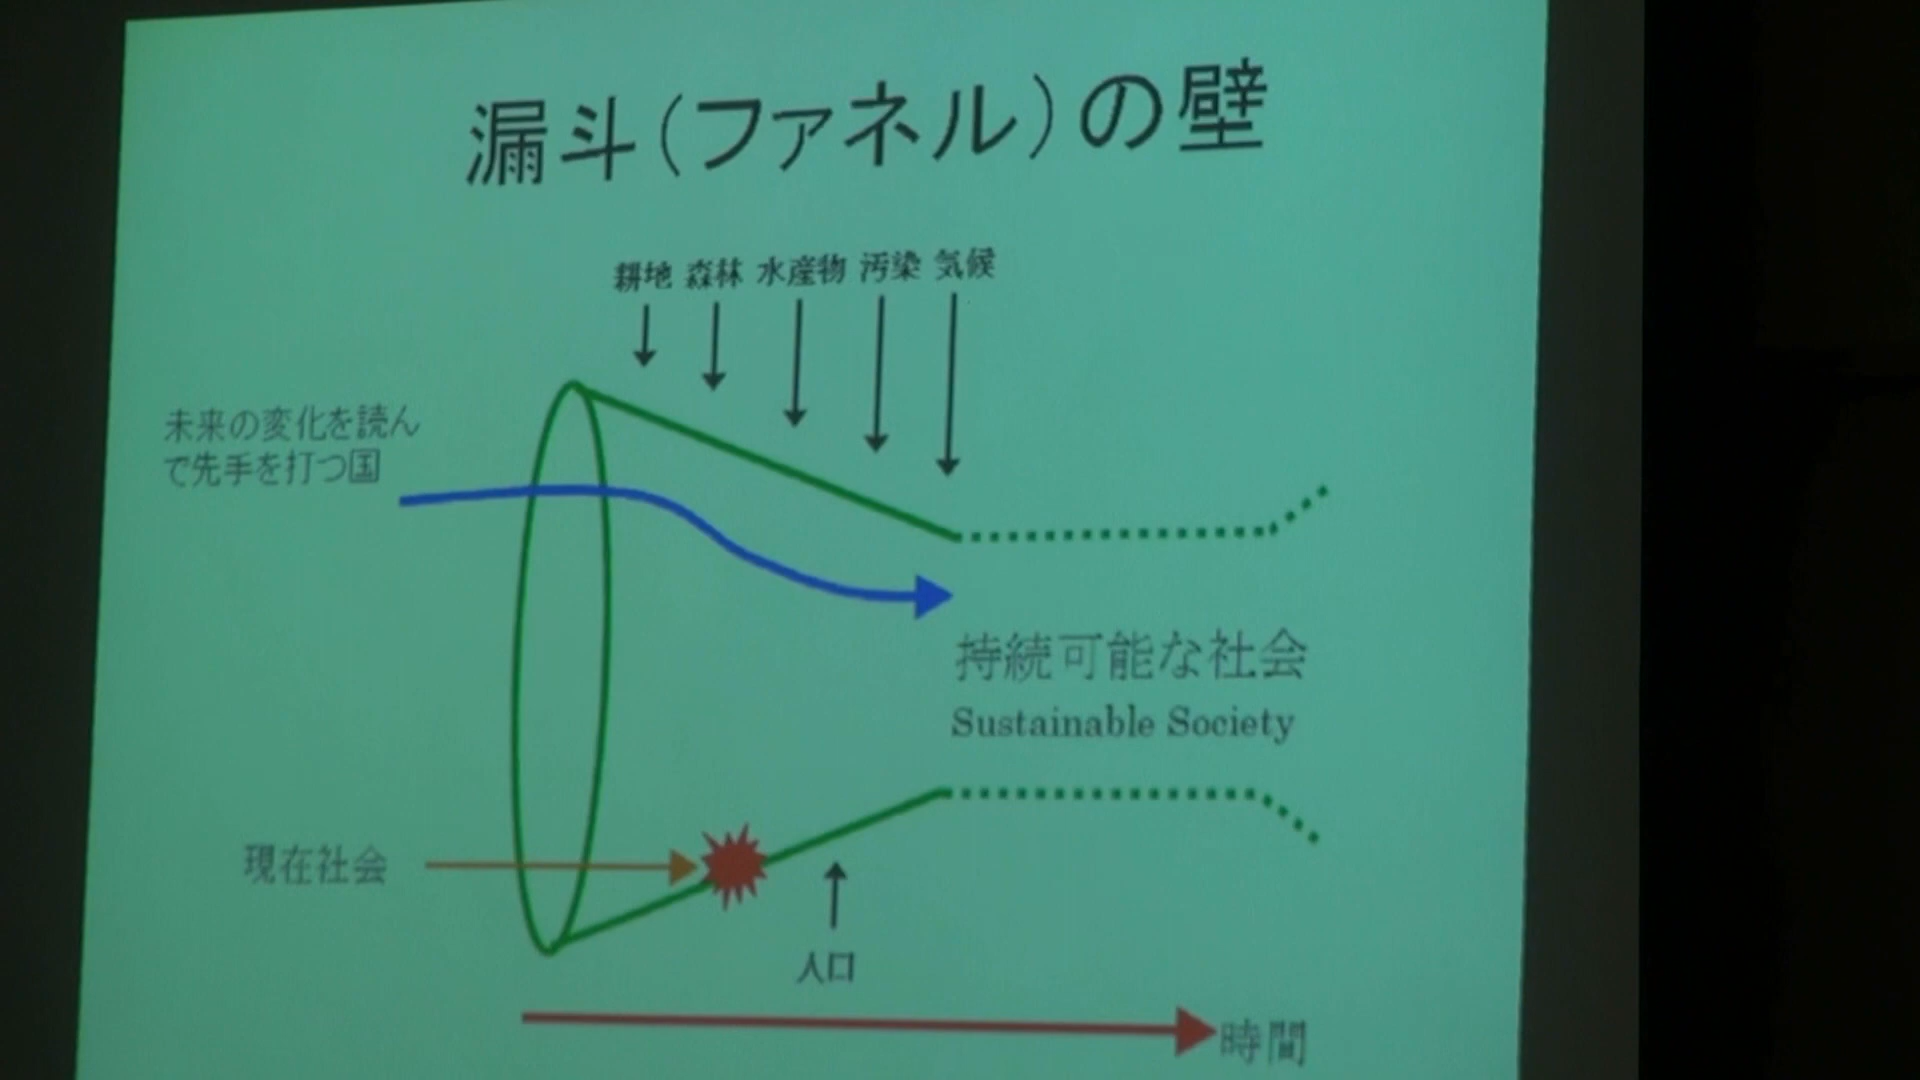 漏斗(ファネル)の壁
耕地 森林 水産物 汚染 気候
未来の変化を読ん
で先手を打つ国
持続可能な社会
Sustainable Society
現在社会
人口
時間